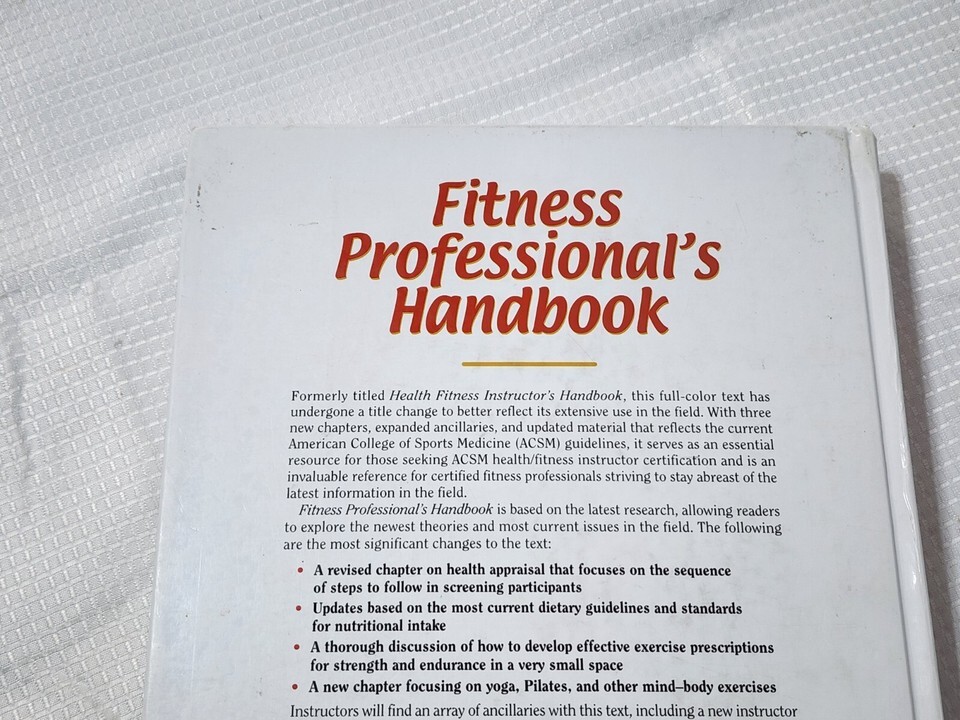 Fitness
Professional's
Handbook
Formerly titled Health Fitness Instructor's Handbook, this full-color text has
undergone a title change to better reflect its extensive use in the field. With three
new chapters, expanded ancillaries, and updated material that reflects the current
American College of Sports Medicine (ACSM) guidelines, it serves as an essential
resource for those seeking ACSM health/fitness instructor certification and is an
invaluable reference for certified fitness professionals striving to stay abreast of the
latest information in the field.
Fitness Professional's Handbook is based on the latest research, allowing readers
to explore the newest theories and most current issues in the field. The following
are the most significant changes to the text:
• A revised chapter on health appraisal that focuses on the sequence
of steps to follow in screening participants
• Updates based on the most current dietary guidelines and standards
for nutritional intake
• A thorough discussion of how to develop effective exercise prescriptions
for strength and endurance in a very small space
• A new chapter focusing on yoga, Pilates, and other mind–body exercises
Instructors will find an array of ancillaries with this text, including a new instructor